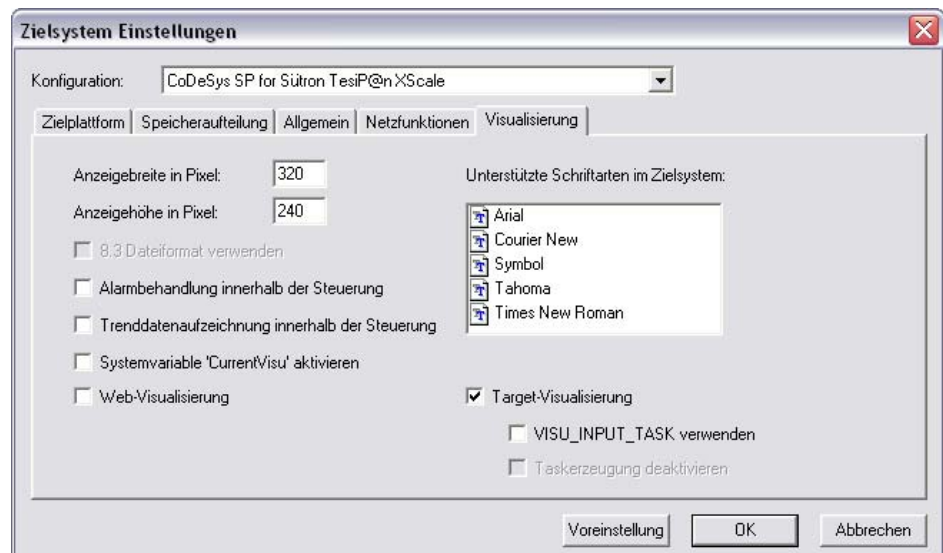 Zielsystem Einstellungen
Konfiguration: CoDeSys SP for Sütron TesiP@n XScale
Zielplattform Speicheraufteilung Allgemein Netzfunktionen Visualisierung
Anzeigebreite in Pixel: 320
Anzeigehöhe in Pixel: 240
8.3 Dateiformat verwenden
Alarmbehandlung innerhalb der Steuerung
Trenddatenaufzeichnung innerhalb der Steuerung
Systemvariable 'CurrentVisu' aktivieren
Web-Visualisierung
Unterstützte Schriftarten im Zielsystem:
Arial
Courier New
Symbol
Tahoma
Times New Roman
Target-Visualisierung
VISU_INPUT_TASK verwenden
Taskerzeugung deaktivieren
Voreinstellung OK Abbrechen